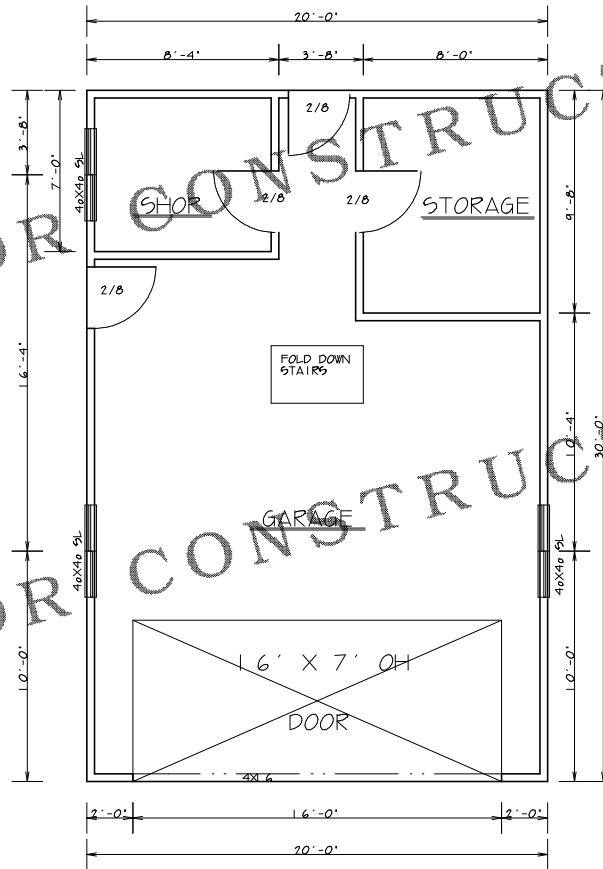 20'-0"
8'-4" 3'-8" 8'-0"
2/8
3'-8"
7'-0"
40X40 SL
SHOP
2/8
2/8
STORAGE
9'-8"
OR CONSTRUC
2/8
16'-4"
FOLD DOWN
STAIRS
10'-4"
30'-0"
GARAGE
OR CONSTRUC
40X40 SL
40X40 SL
10'-0"
16' X 7' OH
DOOR
10'-0"
4X16
2'-0" 16'-0" 2'-0"
20'-0"